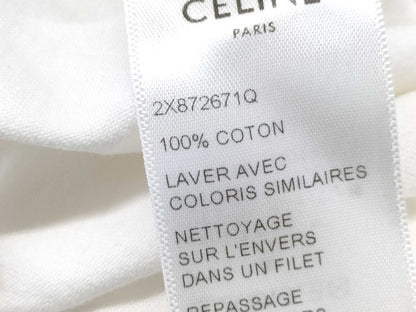 CELINE
PARIS
2X872671Q
100% COTON
LAVER AVEC
COLORIS SIMILAIRES
NETTOYAGE
SUR L'ENVERS
DANS UN FILET
REPASSAGE